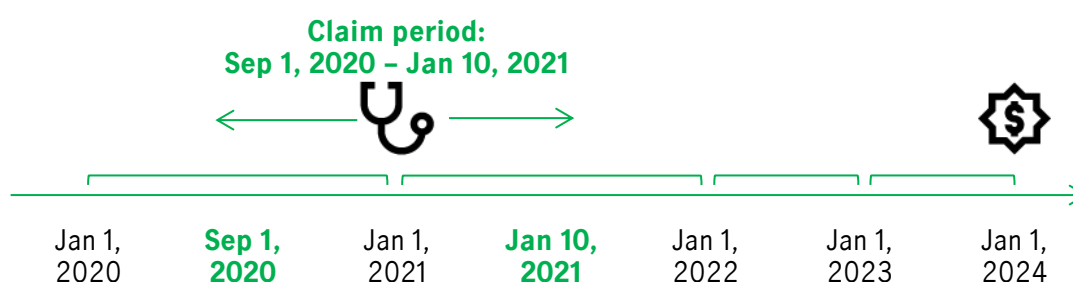 Claim period:
Sep 1, 2020 – Jan 10, 2021
$
Jan 1,
2020
Sep 1,
2020
Jan 1,
2021
Jan 10,
2021
Jan 1,
2022
Jan 1,
2023
Jan 1,
2024